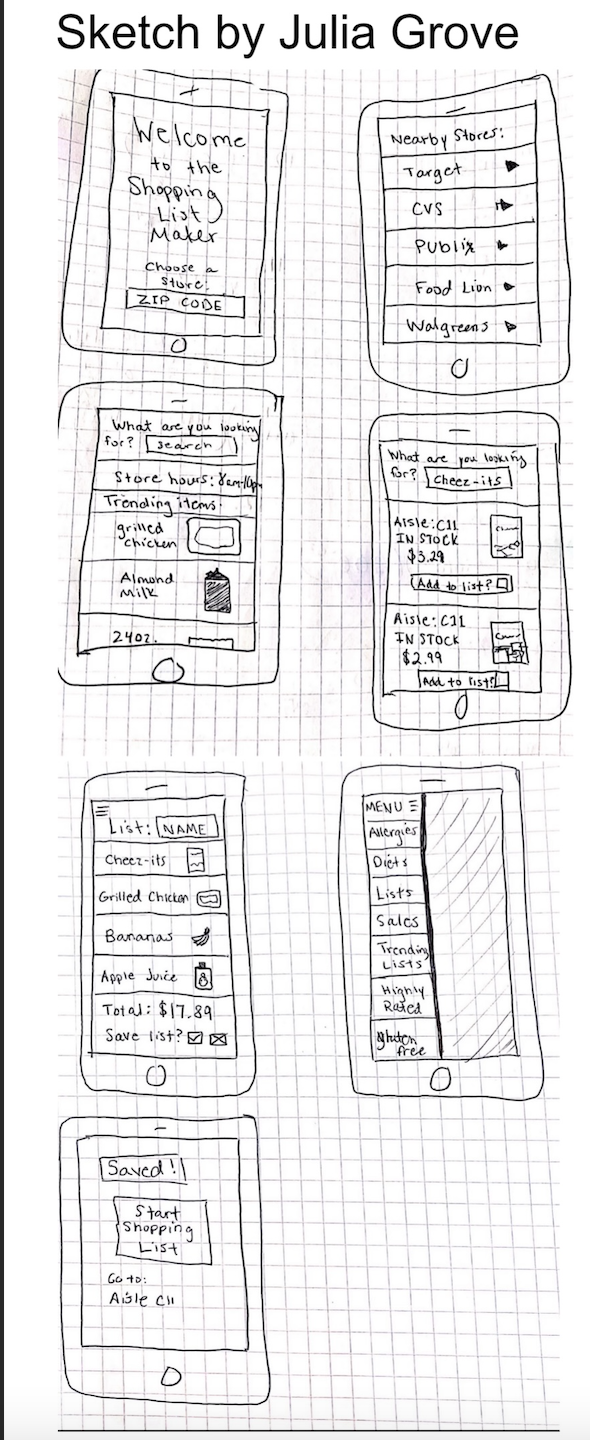 Sketch by Julia Grove
Welcome
to the
Shopping
List
Maker
Choose a
Store:
ZIP CODE
Nearby Stores:
Target
CVS
Publix
Food Lion
Walgreens
What are you looking
for? search
Store hours: 8am-10pm
Trending items:
grilled
chicken
Almond
Milk
24oz.
What are you looking
for? Cheez-its
Aisle: C11
IN STOCK
$3.29
Add to list?
Aisle: C11
IN STOCK
$2.99
Add to list?
List: NAME
Cheez-its
Grilled Chicken
Bananas
Apple Juice
Total: $17.89
Save list?
MENU
Allergies
Diets
Lists
Sales
Trending
Lists
Highly
Rated
gluten
free
Saved!
Start
Shopping
List
Go to:
Aisle C11